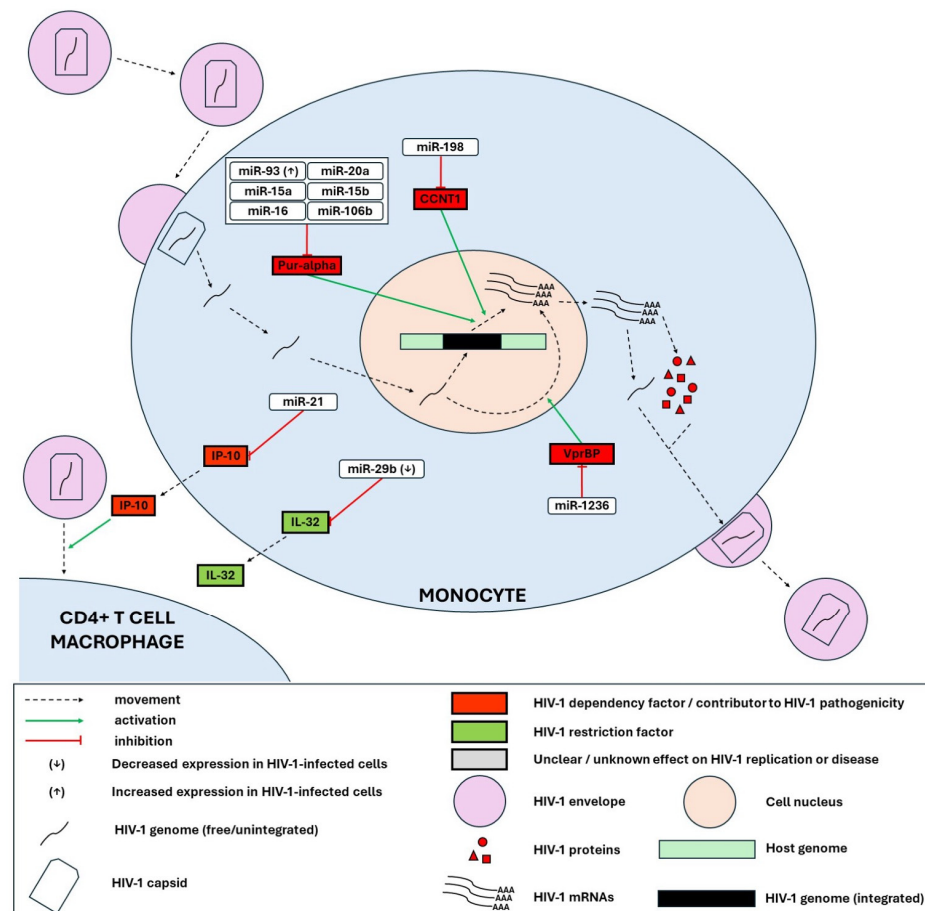 miR-198
miR-93 (↑) miR-20a
miR-15a miR-15b
miR-16 miR-106b
CCNT1
Pur-alpha
AAA
AAA
AAA
AAA
AAA
AAA
miR-21
IP-10
miR-29b (↓)
VprBP
IP-10
miR-1236
IL-32
IL-32
MONOCYTE
CD4+ T CELL
MACROPHAGE
movement
activation
inhibition
(↓) Decreased expression in HIV-1-infected cells
(↑) Increased expression in HIV-1-infected cells
HIV-1 genome (free/unintegrated)
HIV-1 capsid
HIV-1 dependency factor / contributor to HIV-1 pathogenicity
HIV-1 restriction factor
Unclear / unknown effect on HIV-1 replication or disease
HIV-1 envelope Cell nucleus
HIV-1 proteins Host genome
AAA
AAA
AAA
HIV-1 mRNAs HIV-1 genome (integrated)